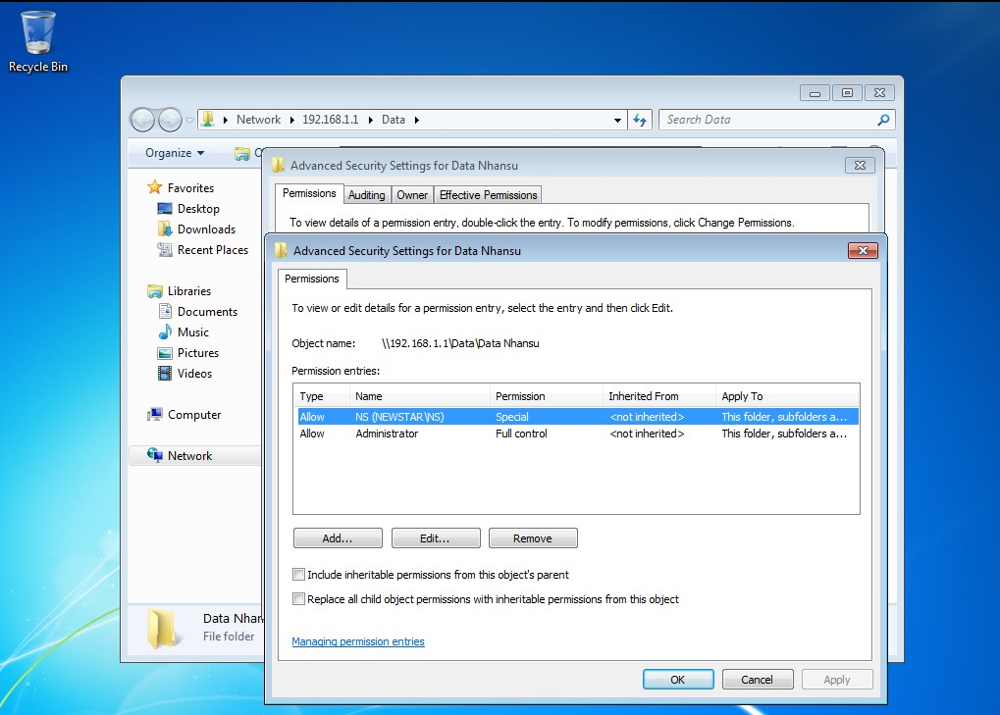 Recycle Bin
Network 192.168.1.1 Data
Search Data
Organize
Advanced Security Settings for Data Nhansu
Favorites
Desktop
Downloads
Recent Places
Libraries
Documents
Music
Pictures
Videos
Computer
Network
Permissions Auditing Owner Effective Permissions
To view details of a permission entry, double-click the entry. To modify permissions, click Change Permissions.
Advanced Security Settings for Data Nhansu
Permissions
To view or edit details for a permission entry, select the entry and then click Edit.
Object name: \\192.168.1.1\Data\Data Nhansu
Permission entries:
Type Name Permission Inherited From Apply To
Allow NS (NEWSTAR\NS) Special <not inherited> This folder, subfolders a...
Allow Administrator Full control <not inherited> This folder, subfolders a...
Add... Edit... Remove
Include inheritable permissions from this object's parent
Replace all child object permissions with inheritable permissions from this object
Managing permission entries
OK Cancel Apply
Data Nhan
File folder